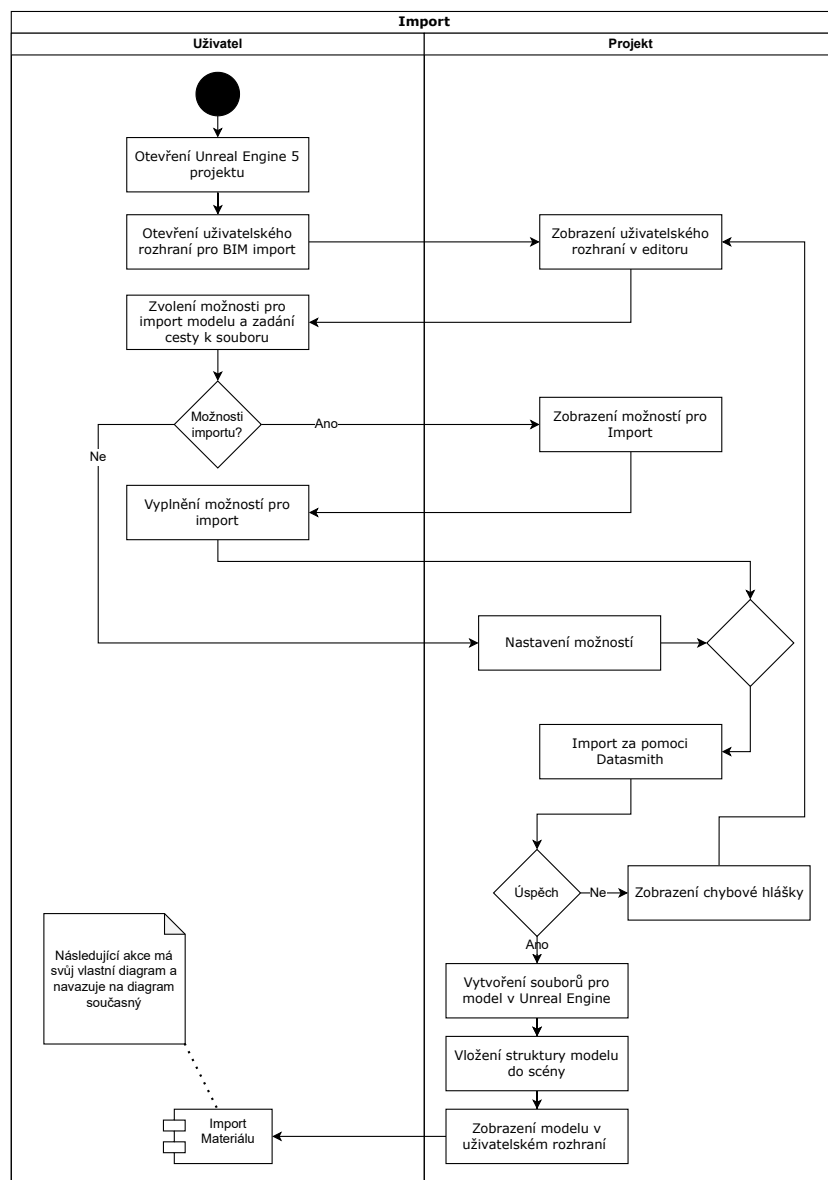 Import
Uživatel
Projekt
Otevření Unreal Engine 5
projektu
Otevření uživatelského
rozhraní pro BIM import
Zobrazení uživatelského
rozhraní v editoru
Zvolení možnosti pro
import modelu a zadání
cesty k souboru
Možnosti
importu?
Ano
Zobrazení možností pro
Import
Ne
Vyplnění možností pro
import
Nastavení možností
Import za pomoci
Datasmith
Úspěch
Ne
Zobrazení chybové hlášky
Ano
Vytvoření souborů pro
model v Unreal Engine
Následující akce má
svůj vlastní diagram a
navazuje na diagram
současný
Vložení struktury modelu
do scény
Import
Materiálu
Zobrazení modelu v
uživatelském rozhraní